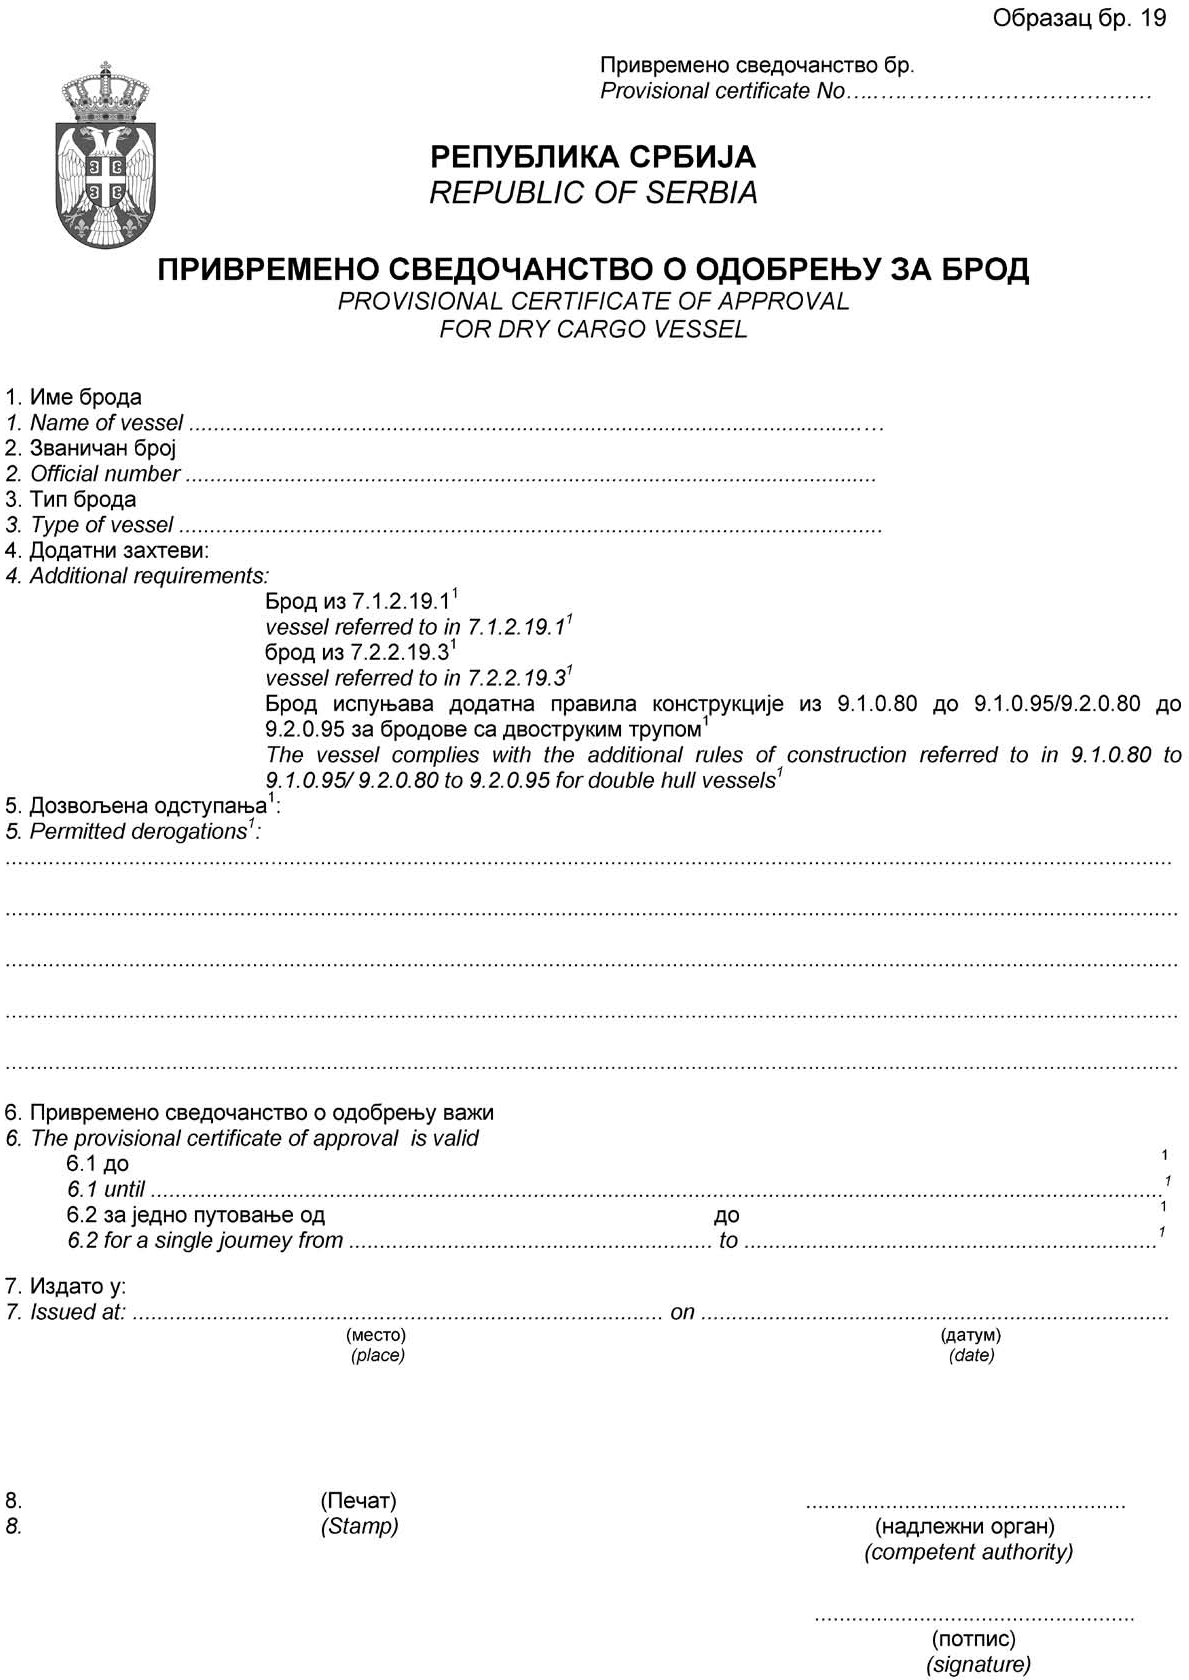 Образац бр. 19
Привремено сведочанство бр.
Provisional certificate No…..…..………………………………
РЕПУБЛИКА СРБИЈА
REPUBLIC OF SERBIA
ПРИВРЕМЕНО СВЕДОЧАНСТВО О ОДОБРЕЊУ ЗА БРОД
PROVISIONAL CERTIFICATE OF APPROVAL
FOR DRY CARGO VESSEL
1. Име брода
1. Name of vessel ...............................................................
2. Званичан број
2. Official number ...............................................................
3. Тип брода
3. Type of vessel ...............................................................
4. Додатни захтеви:
4. Additional requirements:
Брод из 7.1.2.19.1¹
vessel referred to in 7.1.2.19.1¹
брод из 7.2.2.19.3¹
vessel referred to in 7.2.2.19.3¹
Брод испуњава додатна правила конструкције из 9.1.0.80 до 9.1.0.95/9.2.0.80 до
9.2.0.95 за бродове са двоструким трупом¹
The vessel complies with the additional rules of construction referred to in 9.1.0.80 to
9.1.0.95/ 9.2.0.80 to 9.2.0.95 for double hull vessels¹
5. Дозвољена одступања¹:
5. Permitted derogations¹:
...............................................................
...............................................................
...............................................................
...............................................................
...............................................................
6. Привремено сведочанство о одобрењу важи
6. The provisional certificate of approval is valid
6.1 до ¹
6.1 until ...............................................................¹
6.2 за једно путовање од до ¹
6.2 for a single journey from ............................... to ...............................¹
7. Издато у:
7. Issued at: ............................... on ...............................
(место) (датум)
(place) (date)
8. (Печат) ...............................
8. (Stamp) (надлежни орган)
(competent authority)
...............................
(потпис)
(signature)